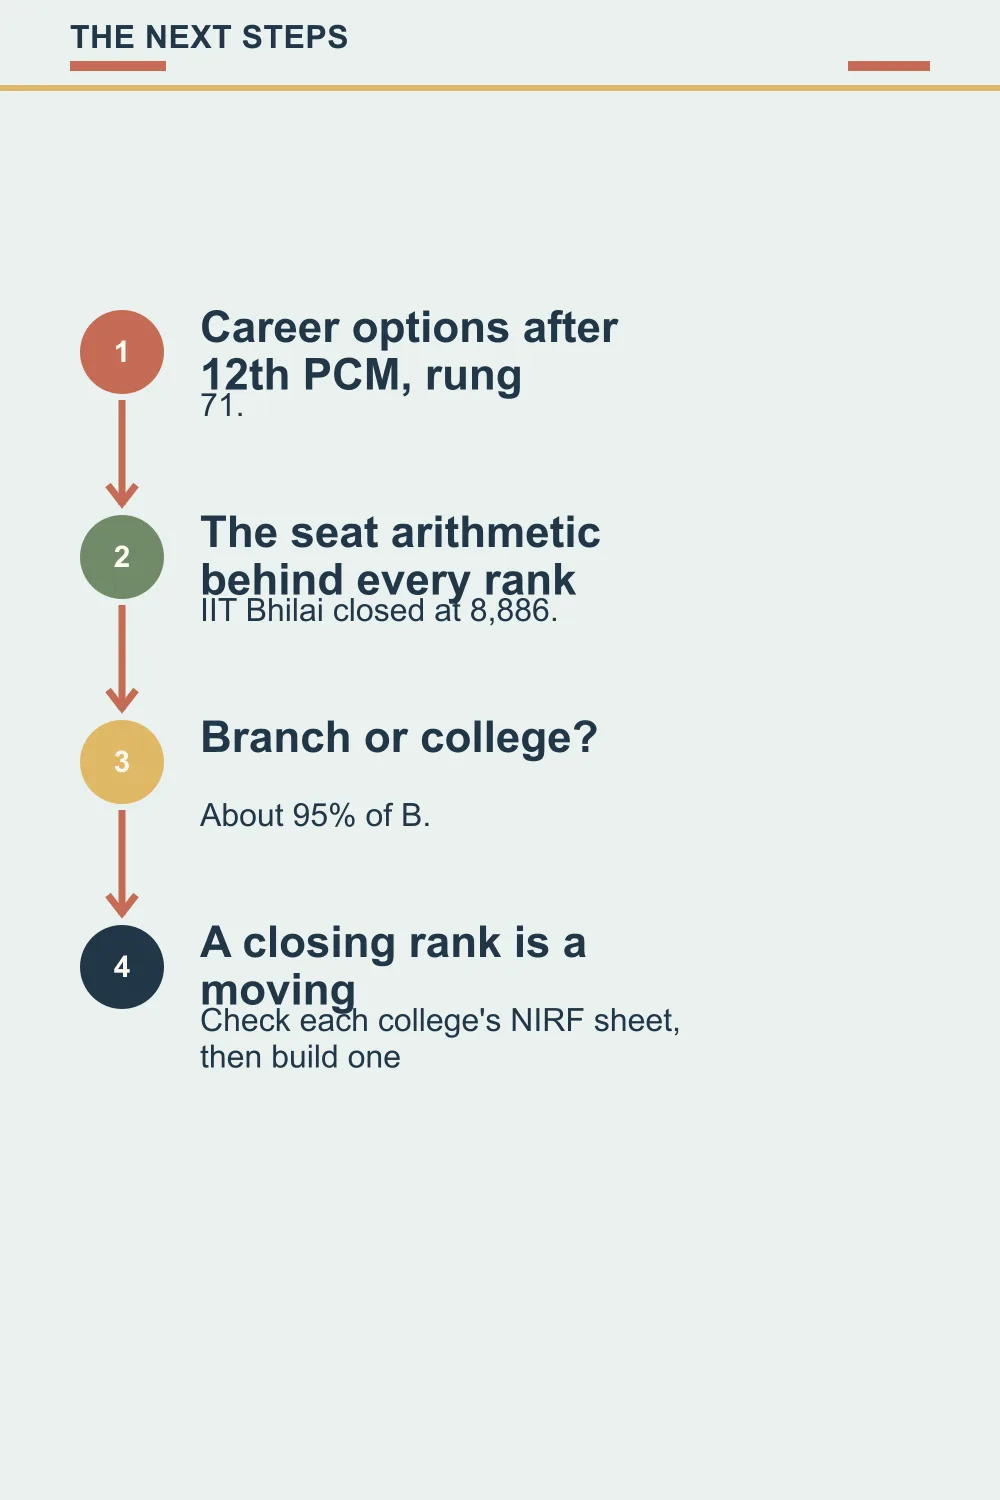 THE NEXT STEPS
1
Career options after
12th PCM, rung
71.
2
The seat arithmetic
behind every rank
IIT Bhilai closed at 8,886.
3
Branch or college?
About 95% of B.
4
A closing rank is a
moving
Check each college's NIRF sheet,
then build one